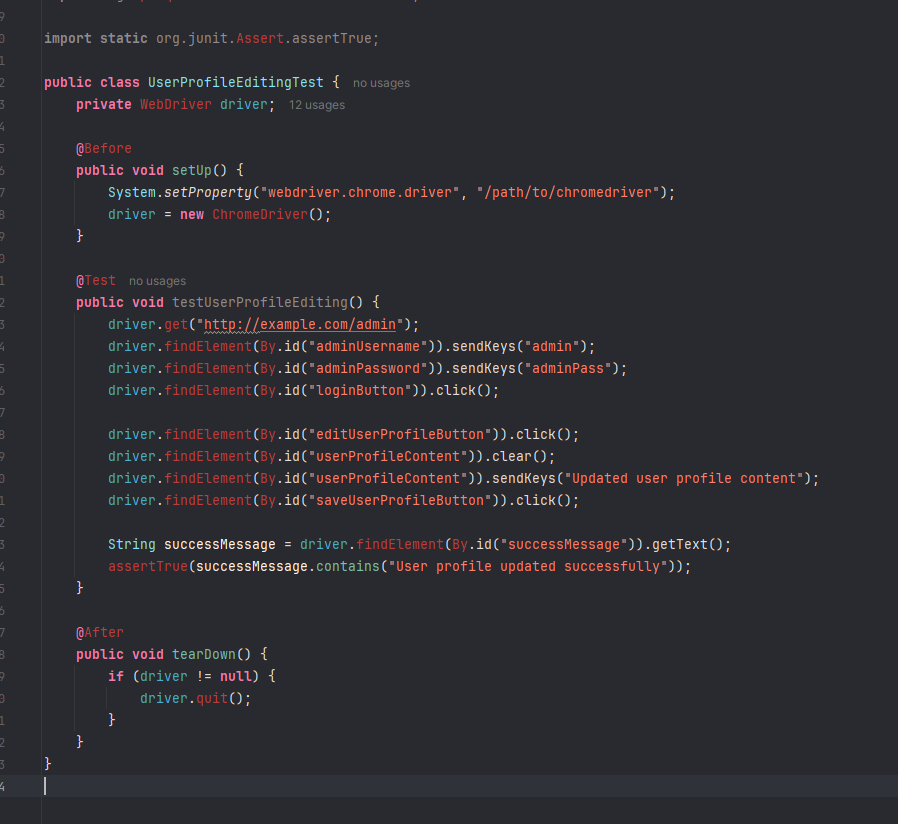 import static org.junit.Assert.assertTrue;
public class UserProfileEditingTest { no usages
private WebDriver driver; 12 usages
@Before
public void setUp() {
System.setProperty("webdriver.chrome.driver", "/path/to/chromedriver");
driver = new ChromeDriver();
}
@Test no usages
public void testUserProfileEditing() {
driver.get("http://example.com/admin");
driver.findElement(By.id("adminUsername")).sendKeys("admin");
driver.findElement(By.id("adminPassword")).sendKeys("adminPass");
driver.findElement(By.id("loginButton")).click();
driver.findElement(By.id("editUserProfileButton")).click();
driver.findElement(By.id("userProfileContent")).clear();
driver.findElement(By.id("userProfileContent")).sendKeys("Updated user profile content");
driver.findElement(By.id("saveUserProfileButton")).click();
String successMessage = driver.findElement(By.id("successMessage")).getText();
assertTrue(successMessage.contains("User profile updated successfully"));
}
@After
public void tearDown() {
if (driver != null) {
driver.quit();
}
}
}